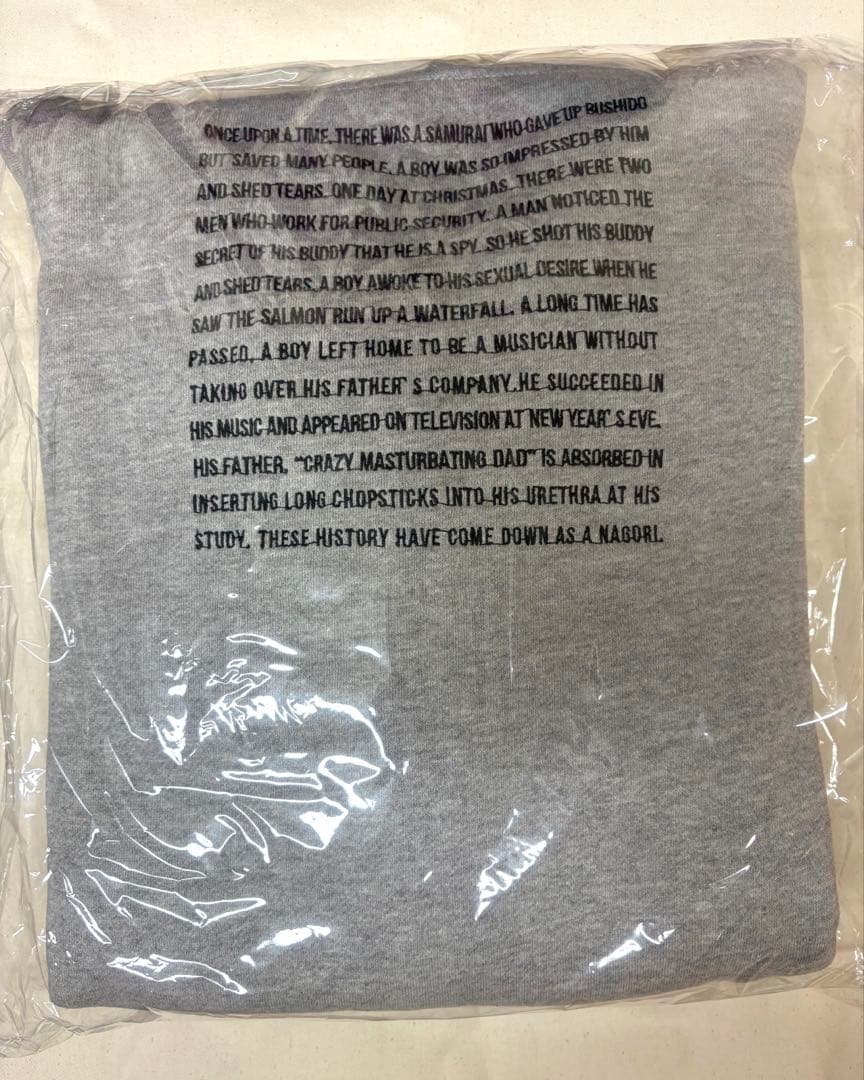 ONCE UPON A TIME, THERE WAS A SAMURAI WHO GAVE UP BUSHIDO
BUT SAVED MANY PEOPLE. A BOY WAS SO IMPRESSED BY HIM
AND SHED TEARS. ONE DAY AT CHRISTMAS, THERE WERE TWO
MEN WHO WORK FOR PUBLIC SECURITY. A MAN NOTICED THE
SECRET OF HIS BUDDY THAT HE IS A SPY. SO HE SHOT HIS BUDDY
AND SHED TEARS. A BOY AWOKE TO HIS SEXUAL DESIRE WHEN HE
SAW THE SALMON RUN UP A WATERFALL. A LONG TIME HAS
PASSED, A BOY LEFT HOME TO BE A MUSICIAN WITHOUT
TAKING OVER HIS FATHER'S COMPANY. HE SUCCEEDED IN
HIS MUSIC AND APPEARED ON TELEVISION AT NEW YEAR'S EVE.
HIS FATHER, "CRAZY MASTURBATING DAD" IS ABSORBED IN
INSERTING LONG CHOPSTICKS INTO HIS URETHRA AT HIS
STUDY. THESE HISTORY HAVE COME DOWN AS A NAGORI.